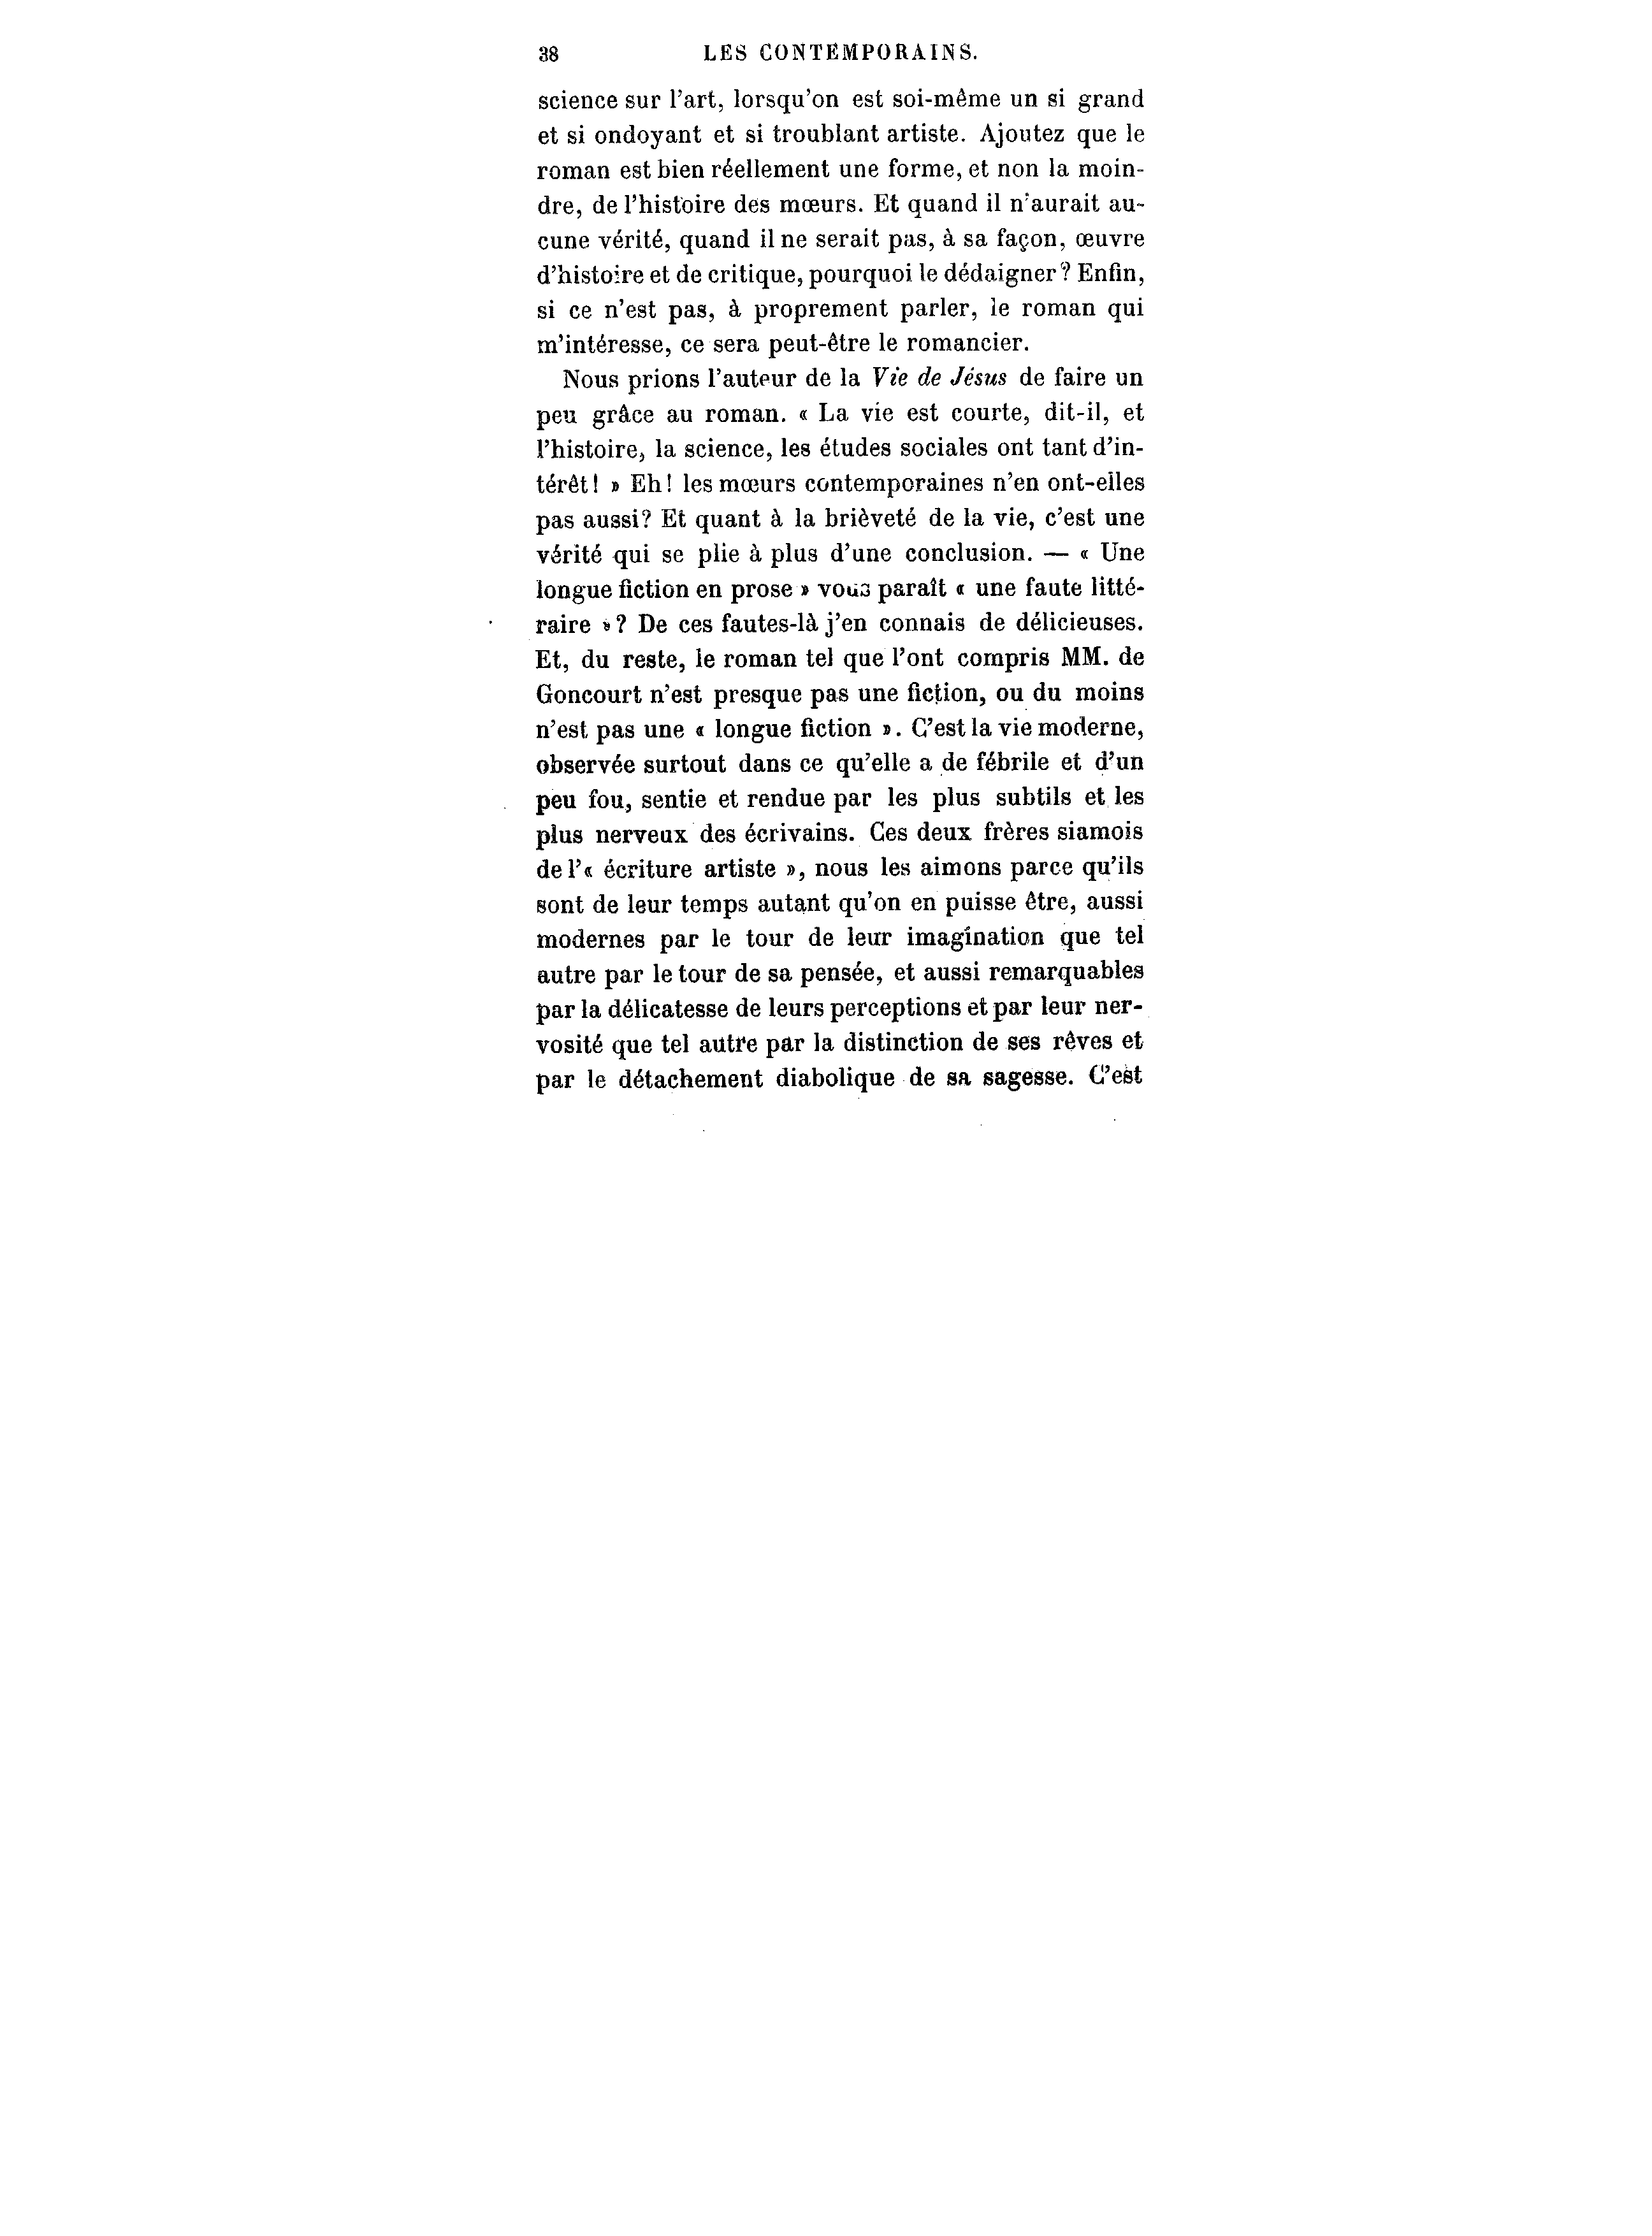 38 LES CONTEMPORAINS.
science sur l'art, lorsqu'on est soi-même un si grand
et si ondoyant et si troublant artiste. Ajoutez que le
roman est bien réellement une forme, et non la moin-
dre, de l'histoire des mœurs. Et quand il n'aurait au-
cune vérité, quand il ne serait pas, à sa façon, œuvre
d'histoire et de critique, pourquoi le dédaigner? Enfin,
si ce n'est pas, à proprement parler, le roman qui
m'intéresse, ce sera peut-être le romancier.
Nous prions l'auteur de la Vie de Jésus de faire un
peu grâce au roman. « La vie est courte, dit-il, et
l'histoire, la science, les études sociales ont tant d'in-
térêt! » Eh! les mœurs contemporaines n'en ont-elles
pas aussi? Et quant à la brièveté de la vie, c'est une
vérité qui se plie à plus d'une conclusion. — « Une
longue fiction en prose » vous paraît « une faute litté-
raire »? De ces fautes-là j'en connais de délicieuses.
Et, du reste, le roman tel que l'ont compris MM. de
Goncourt n'est presque pas une fiction, ou du moins
n'est pas une « longue fiction ». C'est la vie moderne,
observée surtout dans ce qu'elle a de fébrile et d'un
peu fou, sentie et rendue par les plus subtils et les
plus nerveux des écrivains. Ces deux frères siamois
de l'« écriture artiste », nous les aimons parce qu'ils
sont de leur temps autant qu'on en puisse être, aussi
modernes par le tour de leur imagination que tel
autre par le tour de sa pensée, et aussi remarquables
par la délicatesse de leurs perceptions et par leur ner-
vosité que tel autre par la distinction de ses rêves et
par le détachement diabolique de sa sagesse. C'est